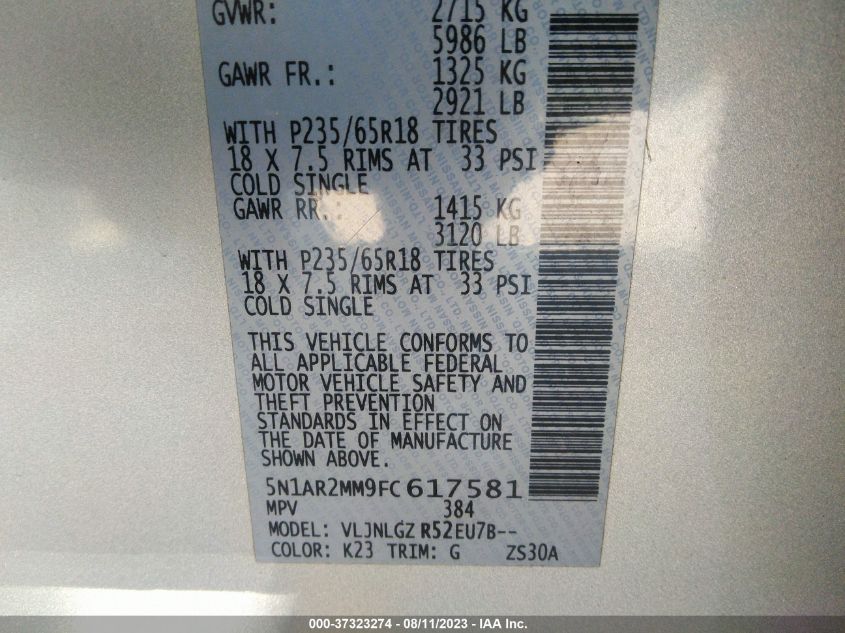 GVWR: 2715 KG
5986 LB
GAWR FR.: 1325 KG
2921 LB
WITH P235/65R18 TIRES
18 X 7.5 RIMS AT 33 PSI
COLD SINGLE
GAWR RR.: 1415 KG
3120 LB
WITH P235/65R18 TIRES
18 X 7.5 RIMS AT 33 PSI
COLD SINGLE
THIS VEHICLE CONFORMS TO
ALL APPLICABLE FEDERAL
MOTOR VEHICLE SAFETY AND
THEFT PREVENTION
STANDARDS IN EFFECT ON
THE DATE OF MANUFACTURE
SHOWN ABOVE.
5N1AR2MM9FC617581
MPV 384
MODEL: VLJNLGZ R52EU7B--
COLOR: K23 TRIM: G ZS30A
000-37323274 - 08/11/2023 - IAA Inc.